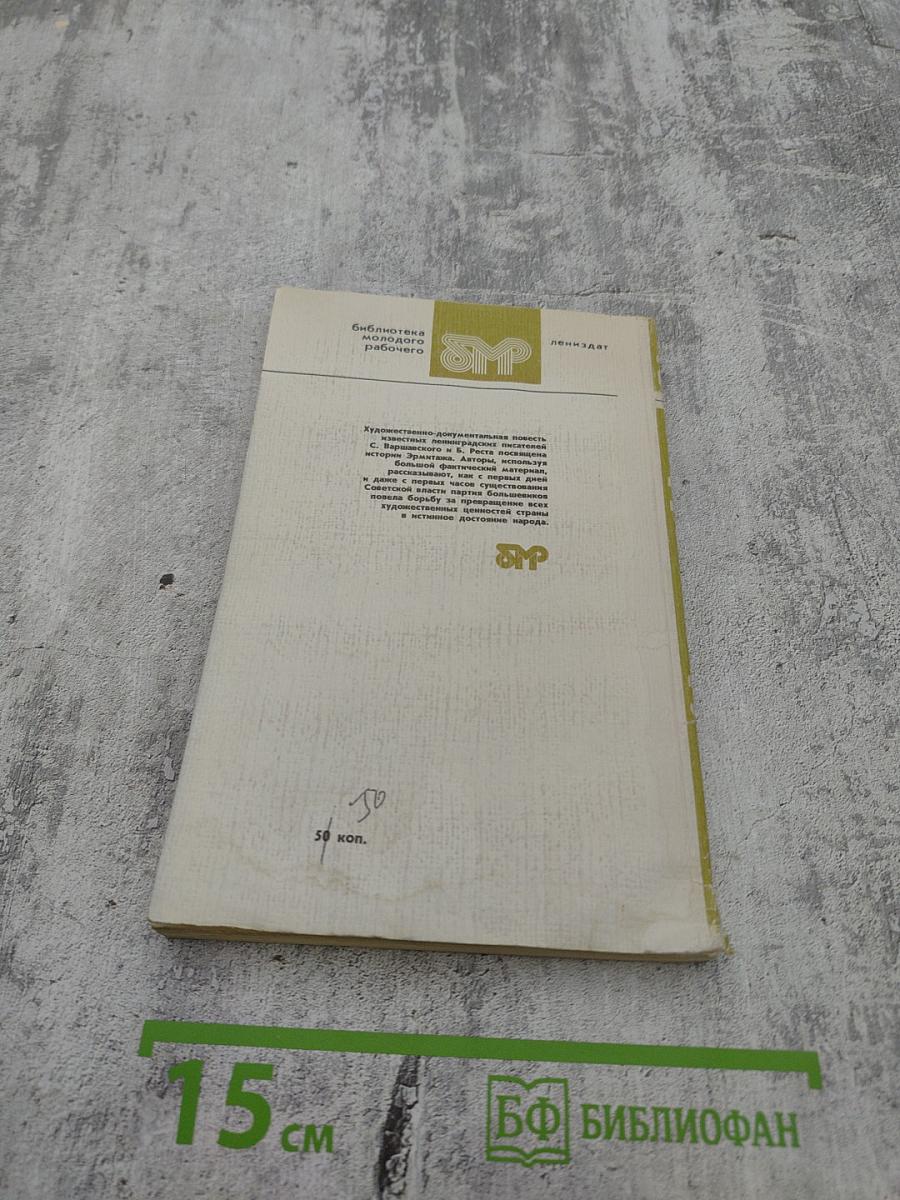 библиотека
молодого
рабочего
бмр
лениздат
Художественно-документальная повесть
известных ленинградских писателей
С. Варшавского и Б. Реста посвящена
истории Эрмитажа. Авторы, используя
большой фактический материал,
рассказывают, как с первых дней
и даже с первых часов существования
Советской власти партия большевиков
повела борьбу за превращение всех
художественных ценностей страны
в истинное достояние народа.
бмр
50
50 коп.
15 см
БФ БИБЛИОФАН